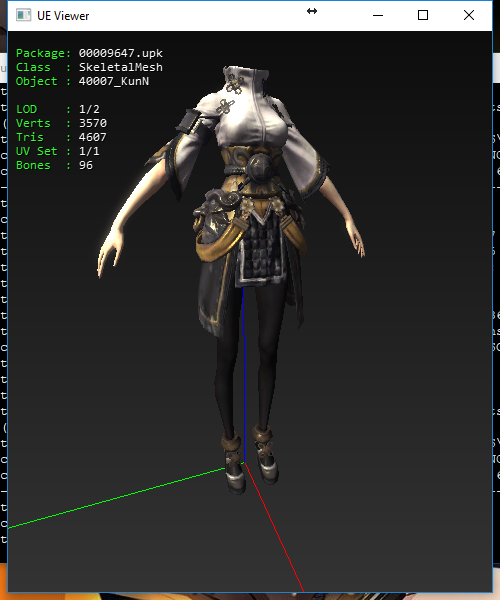 UE Viewer
Package: 00009647.upk
Class : SkeletalMesh
Object : 40007_KunN
LOD : 1/2
Verts : 3570
Tris : 4607
UV Set : 1/1
Bones : 96